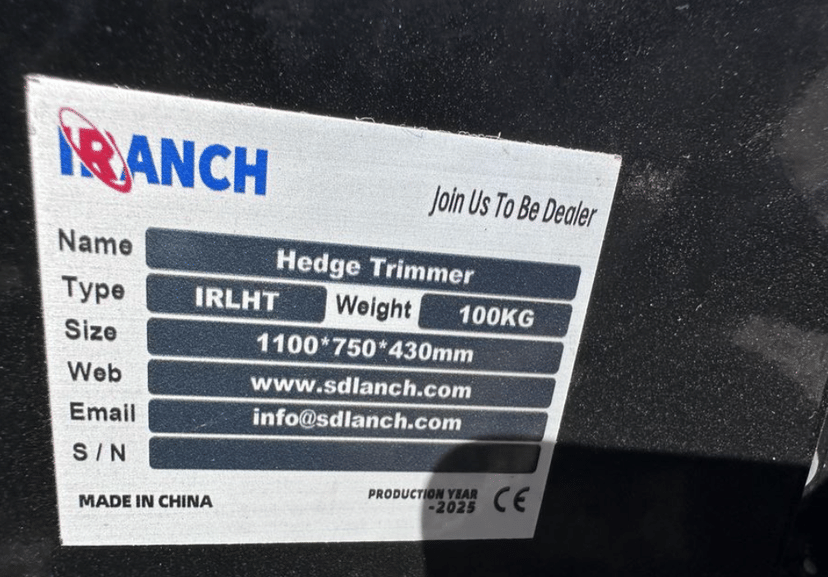 IRANCH
Join Us To Be Dealer
Name Hedge Trimmer
Type IRLHT Weight 100KG
Size 1100*750*430mm
Web www.sdlanch.com
Email info@sdlanch.com
S / N
MADE IN CHINA
PRODUCTION YEAR
-2025 CE